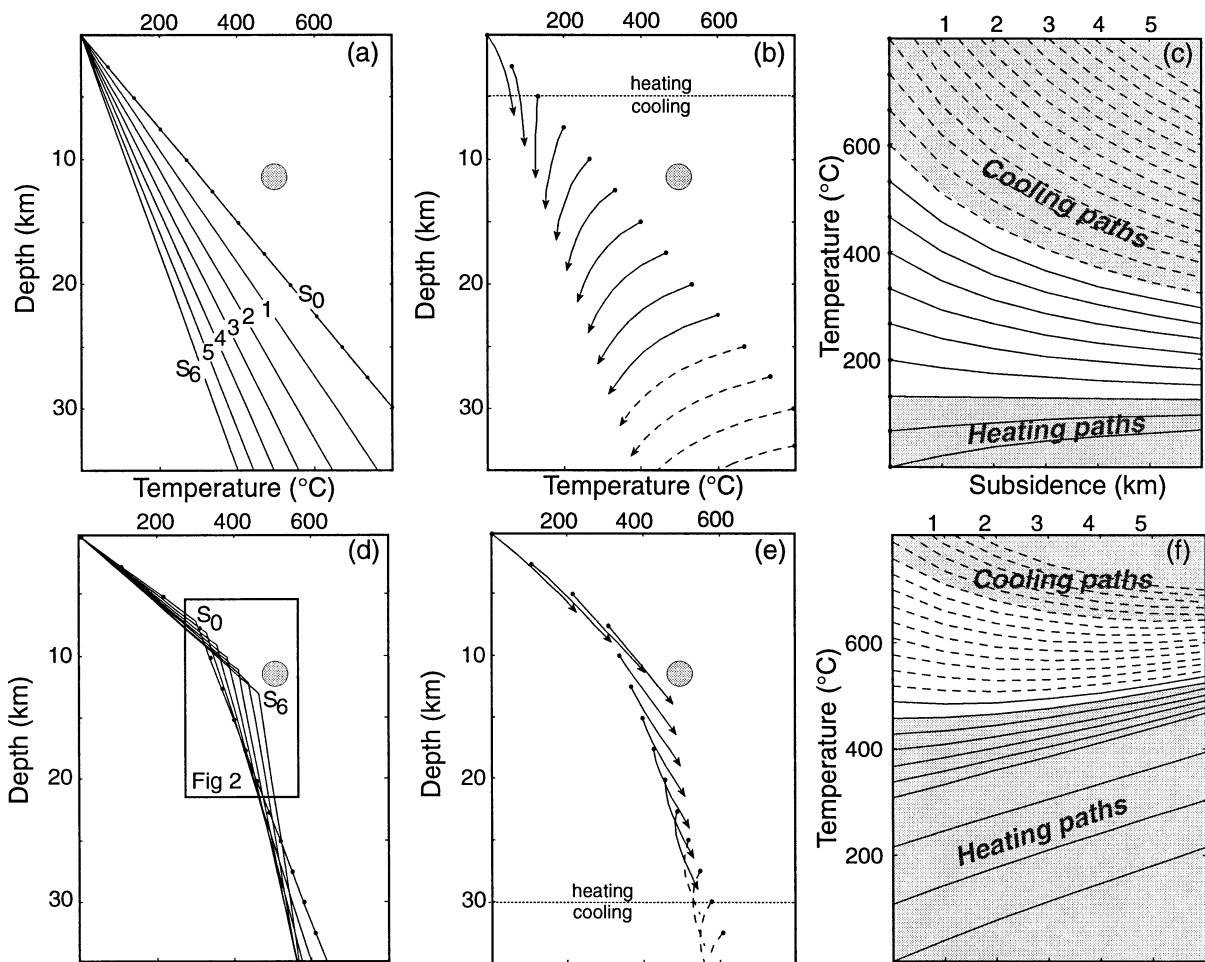 200 400 600
200 400 600
1 2 3 4 5
(a)
(b)
(c)
heating
cooling
Cooling paths
Heating paths
S0
1
2
3
4
5
S6
10
20
30
Depth (km)
10
20
30
Depth (km)
600
400
200
Temperature (°C)
Temperature (°C)
Temperature (°C)
Subsidence (km)
200 400 600
200 400 600
1 2 3 4 5
(d)
(e)
(f)
S0
S6
Fig 2
heating
cooling
Cooling paths
Heating paths
10
20
30
Depth (km)
10
20
30
Depth (km)
600
400
200
Temperature (°C)